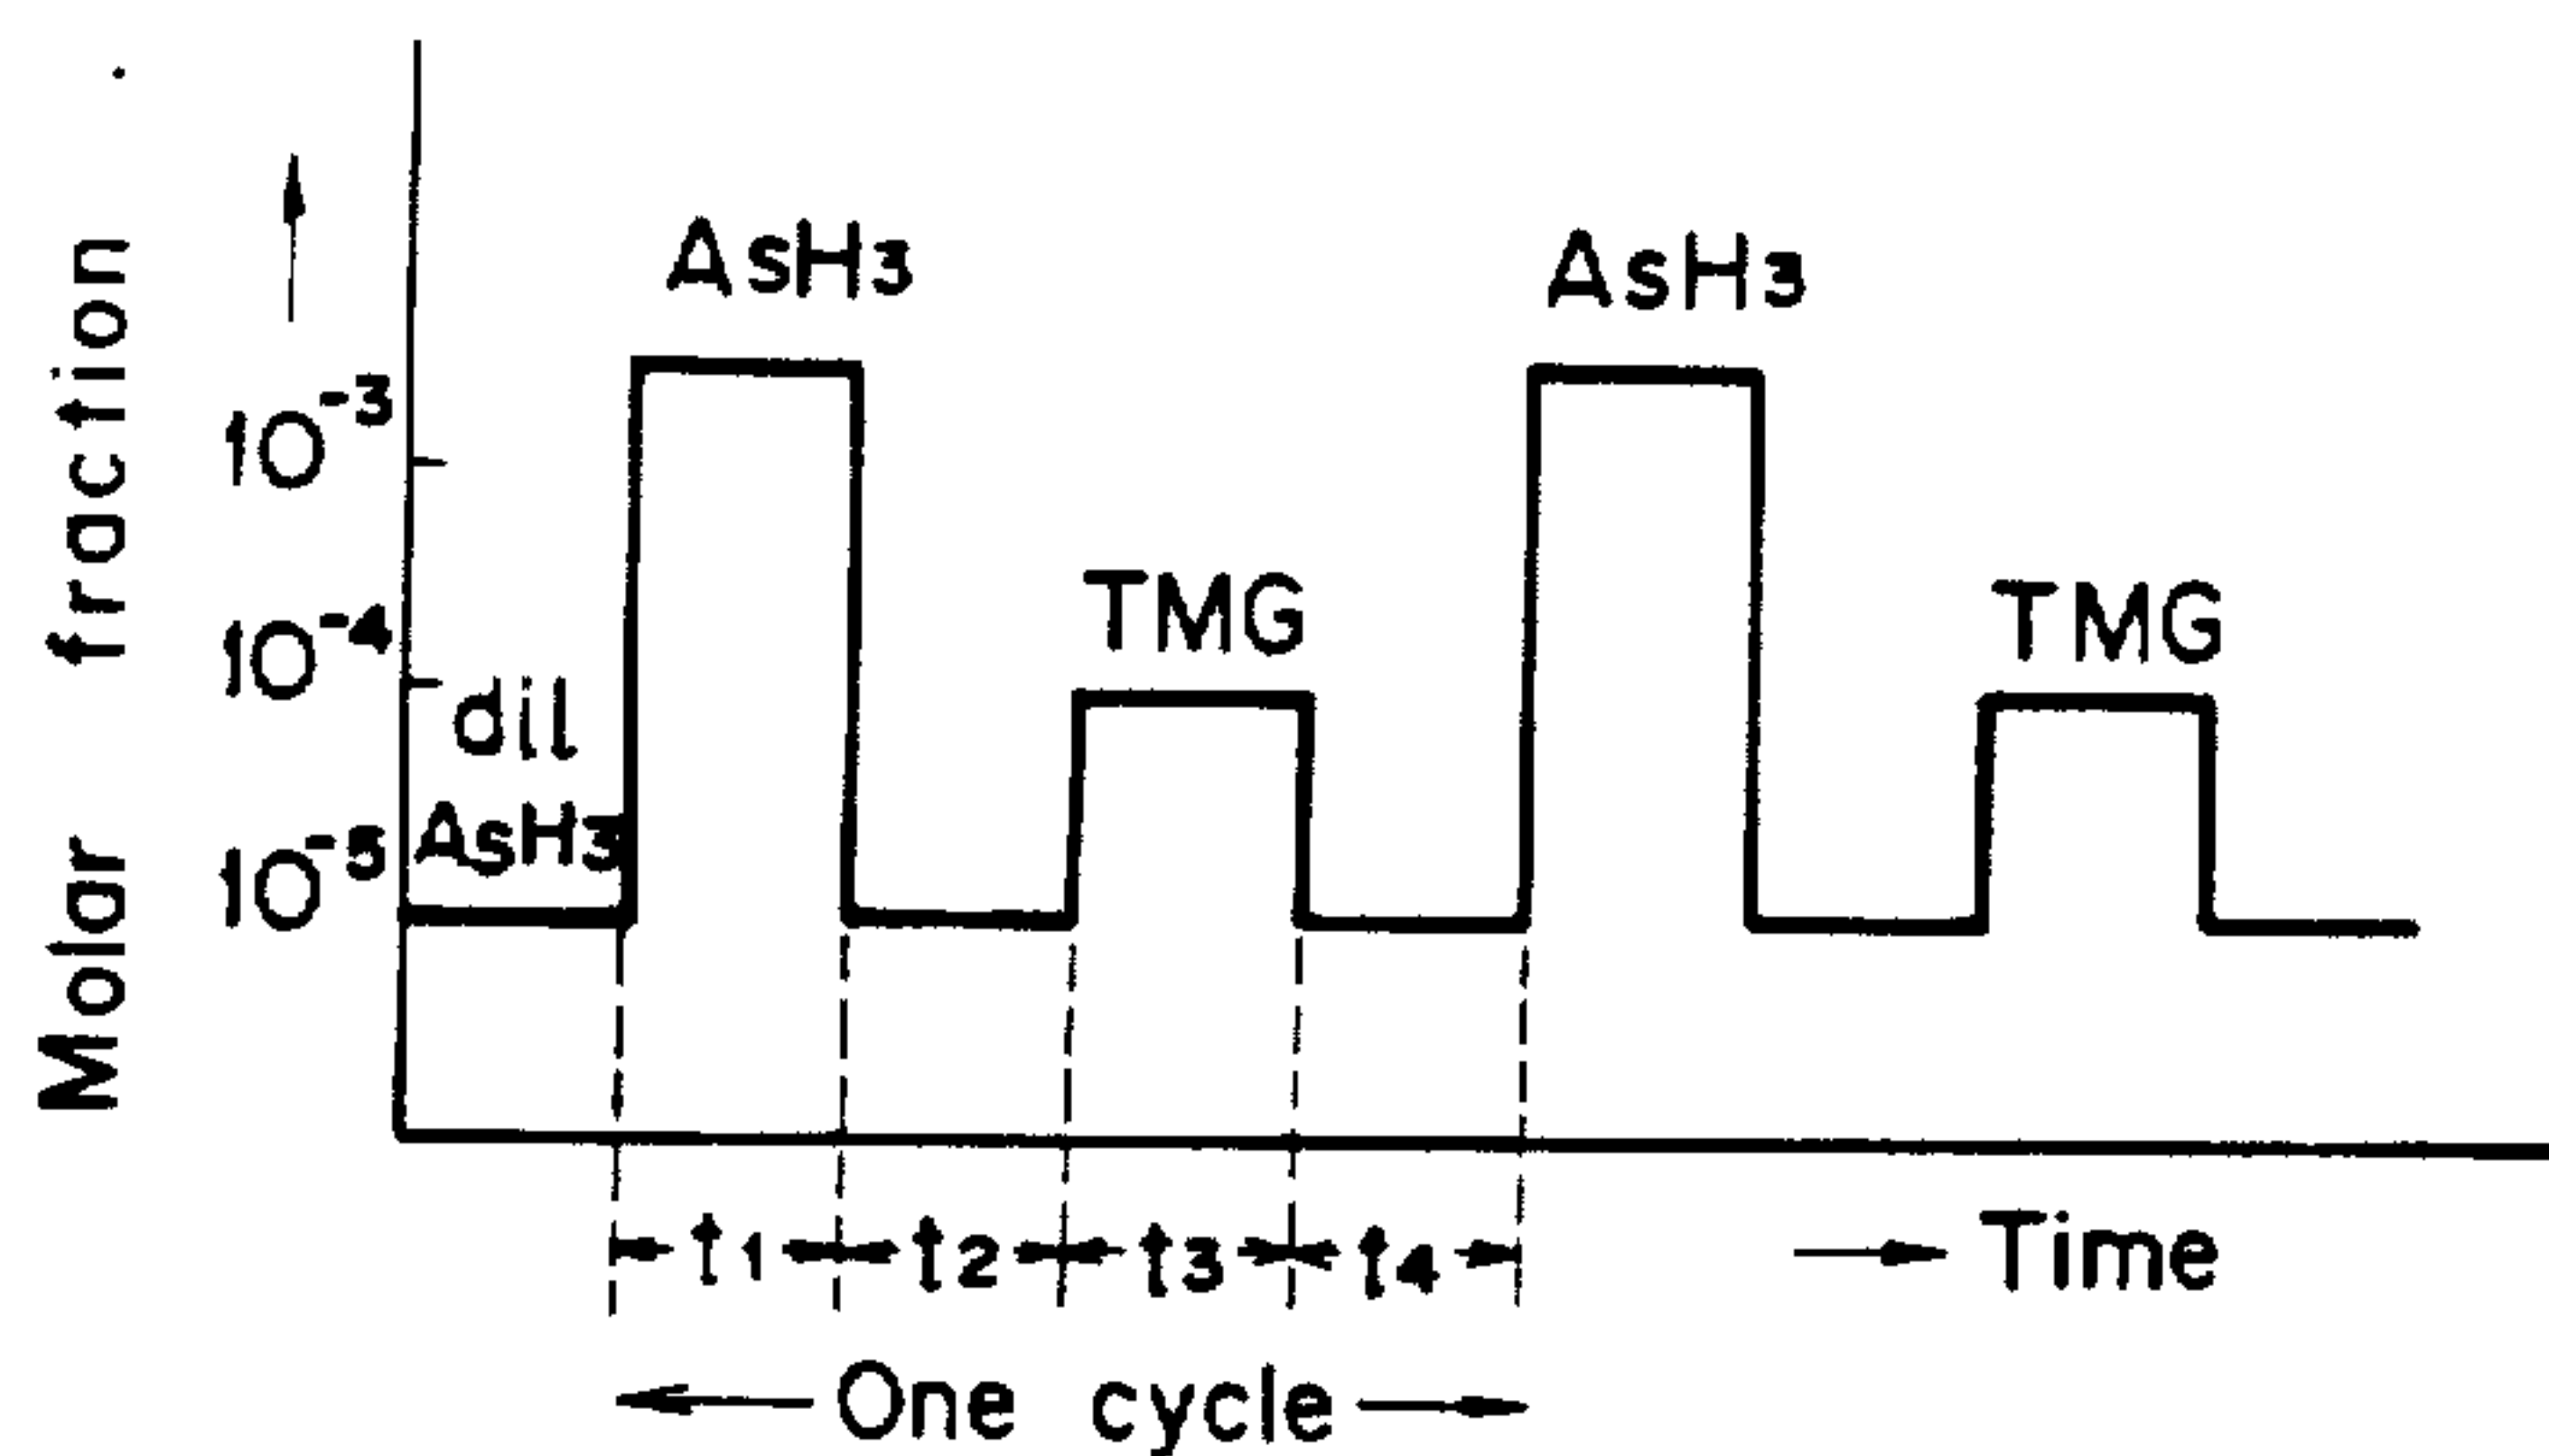 Molar fraction
10⁻³
10⁻⁴
10⁻⁵
AsH₃
AsH₃
TMG
TMG
dil
AsH₃
t₁ t₂ t₃ t₄
Time
One cycle